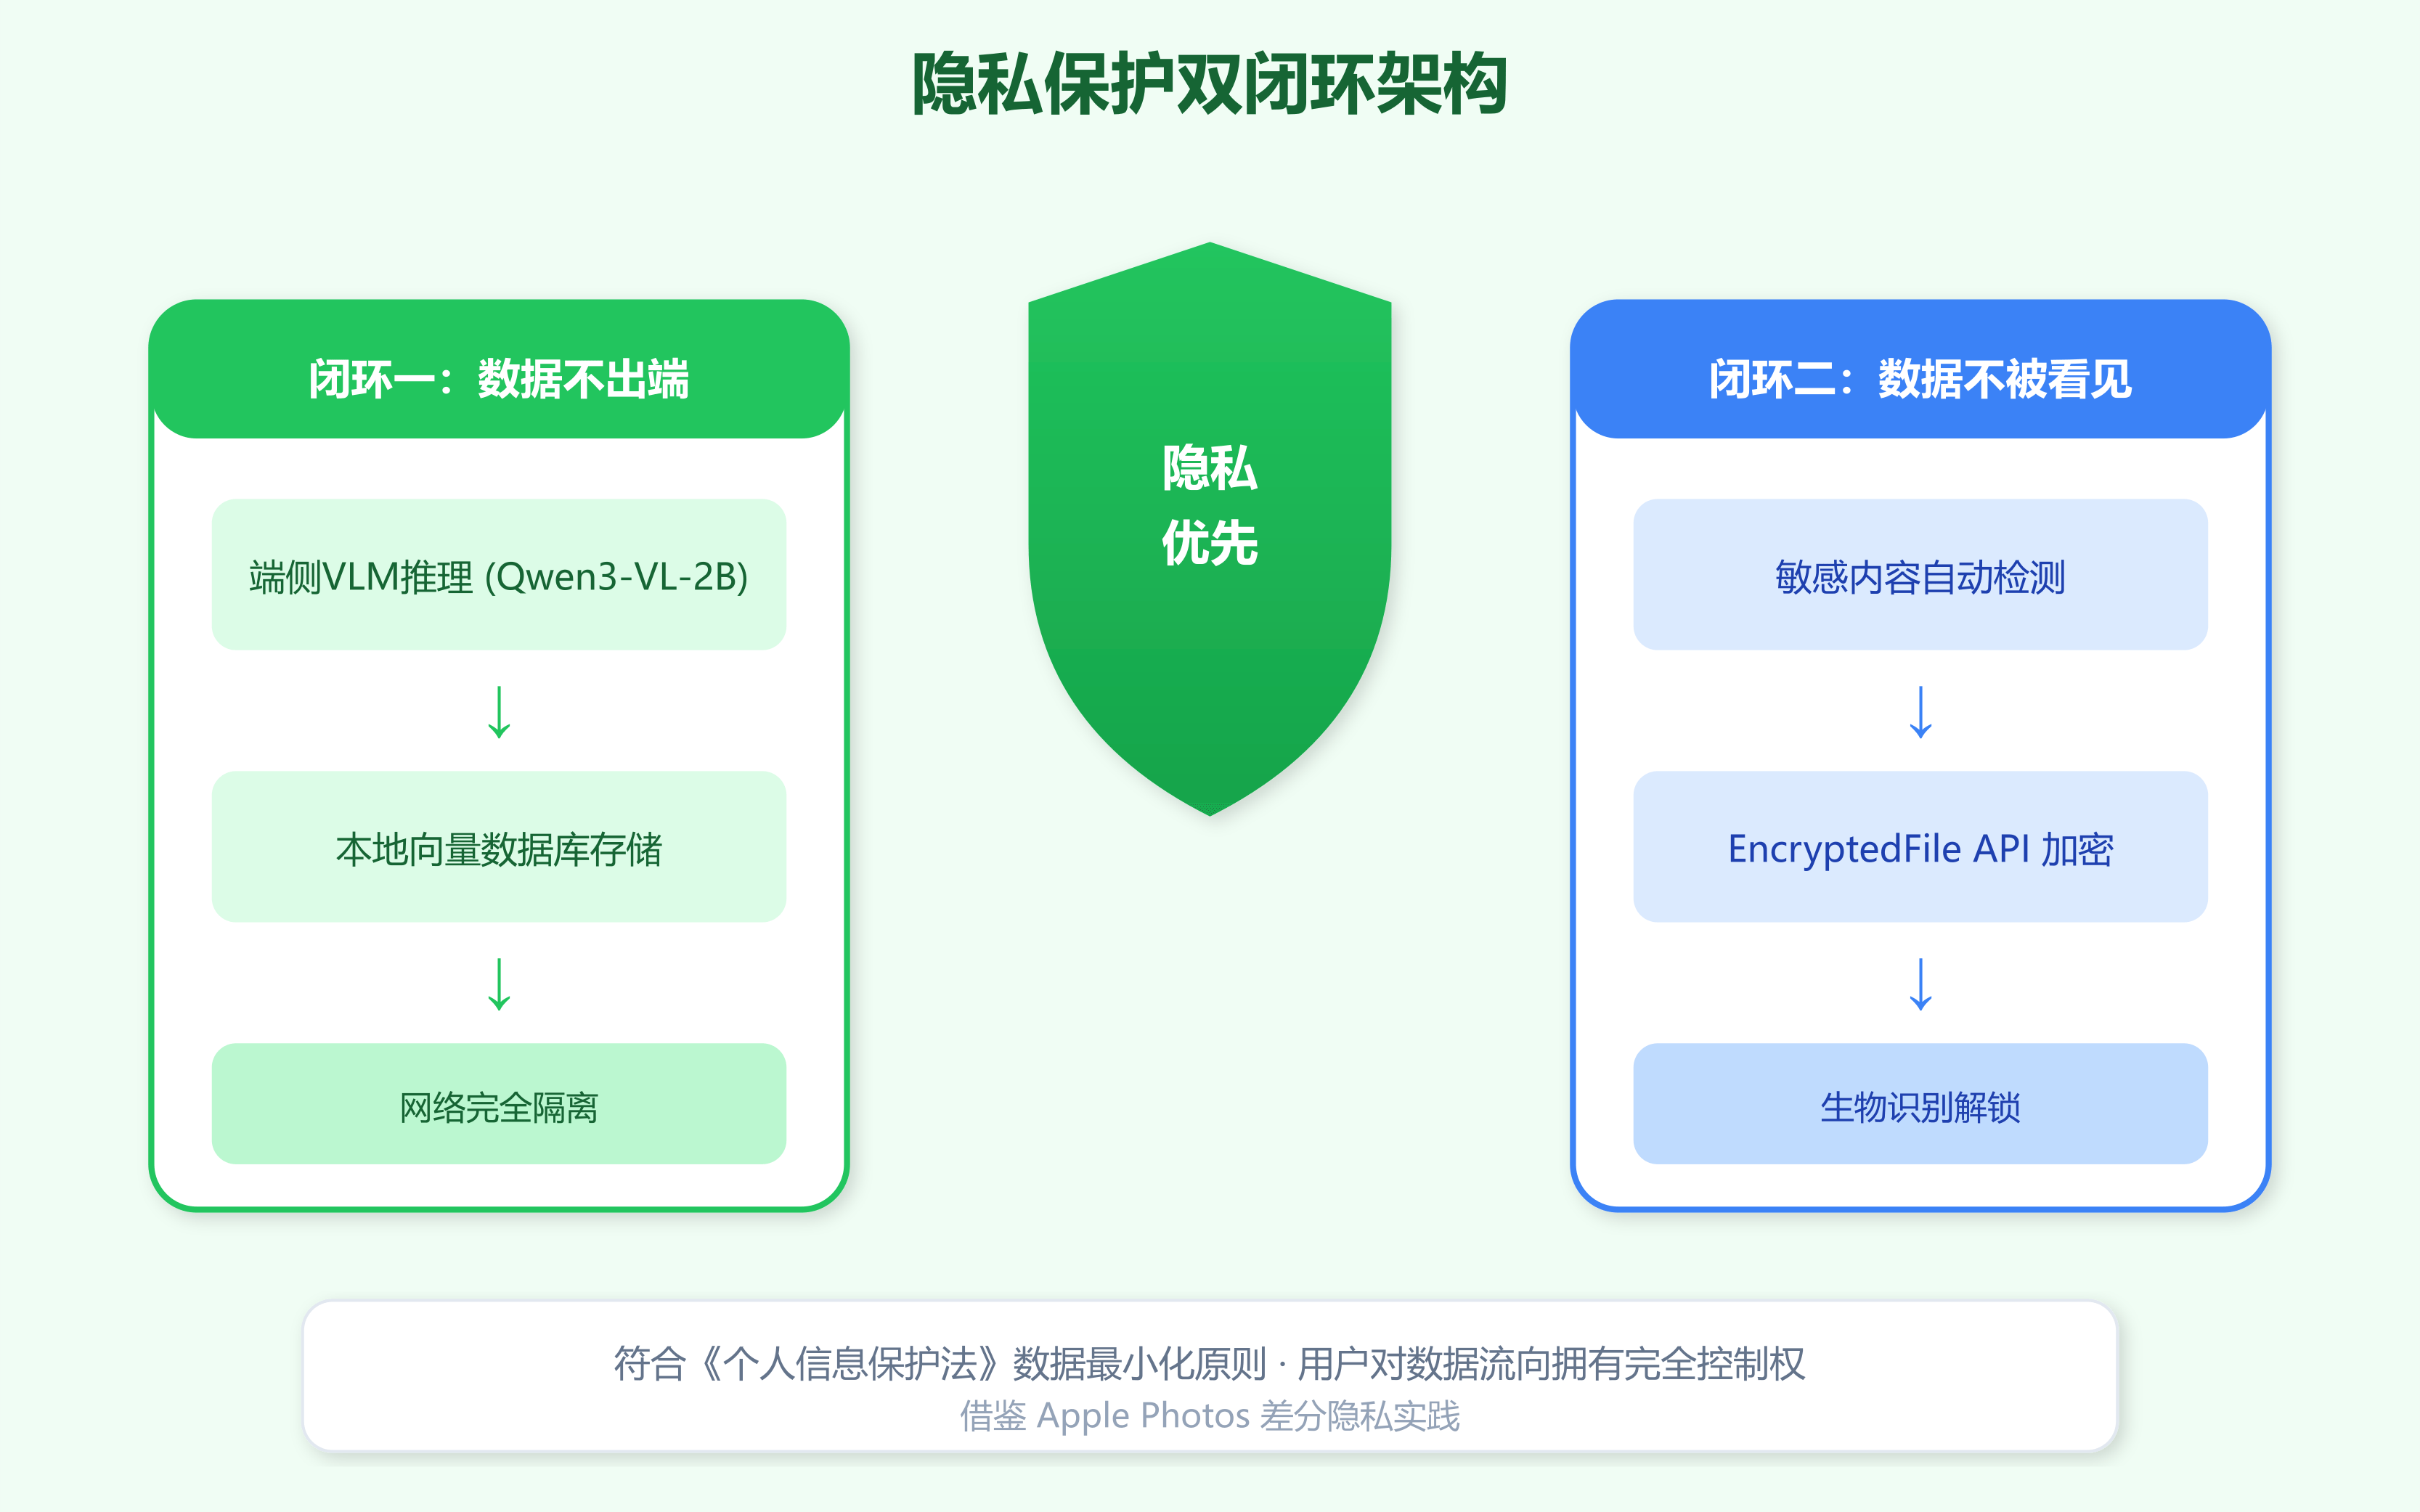 隐私保护双闭环架构
闭环一：数据不出端
端侧VLM推理 (Qwen3-VL-2B)
↓
本地向量数据库存储
↓
网络完全隔离
隐私
优先
闭环二：数据不被看见
敏感内容自动检测
↓
EncryptedFile API 加密
↓
生物识别解锁
符合《个人信息保护法》数据最小化原则 · 用户对数据流向拥有完全控制权
借鉴 Apple Photos 差分隐私实践